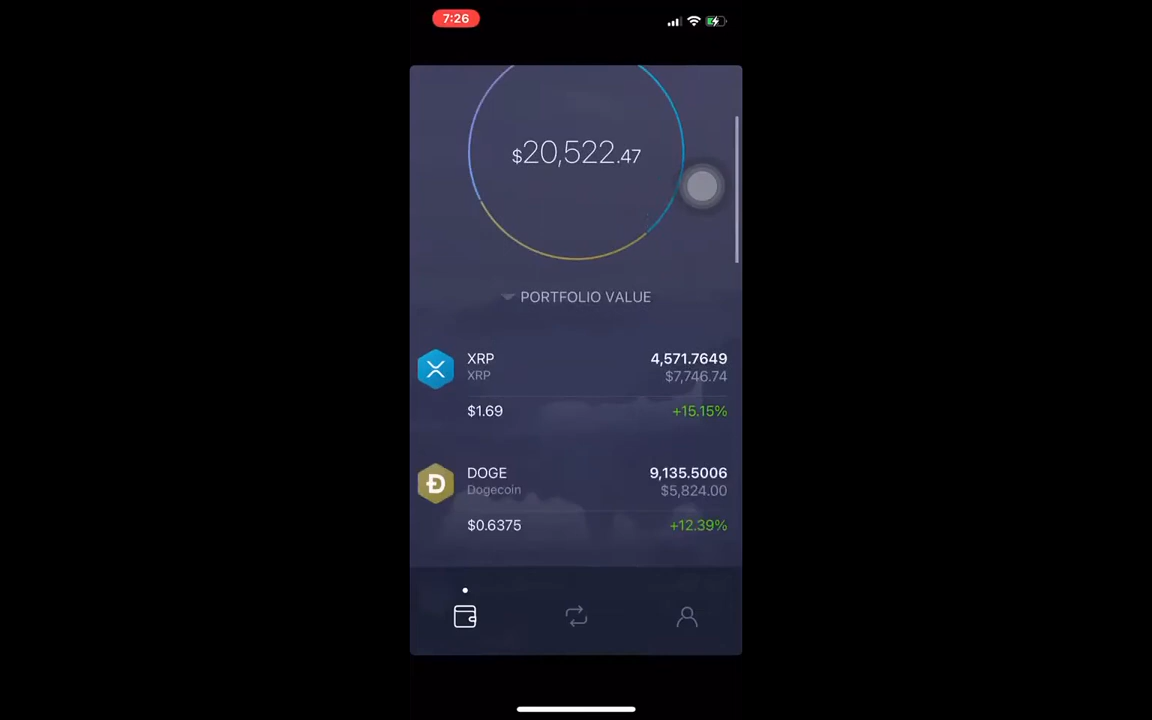 7:26
$20,522.47
PORTFOLIO VALUE
XRP 4,571.7649
XRP $7,746.74
$1.69 +15.15%
DOGE 9,135.5006
Dogecoin $5,824.00
$0.6375 +12.39%